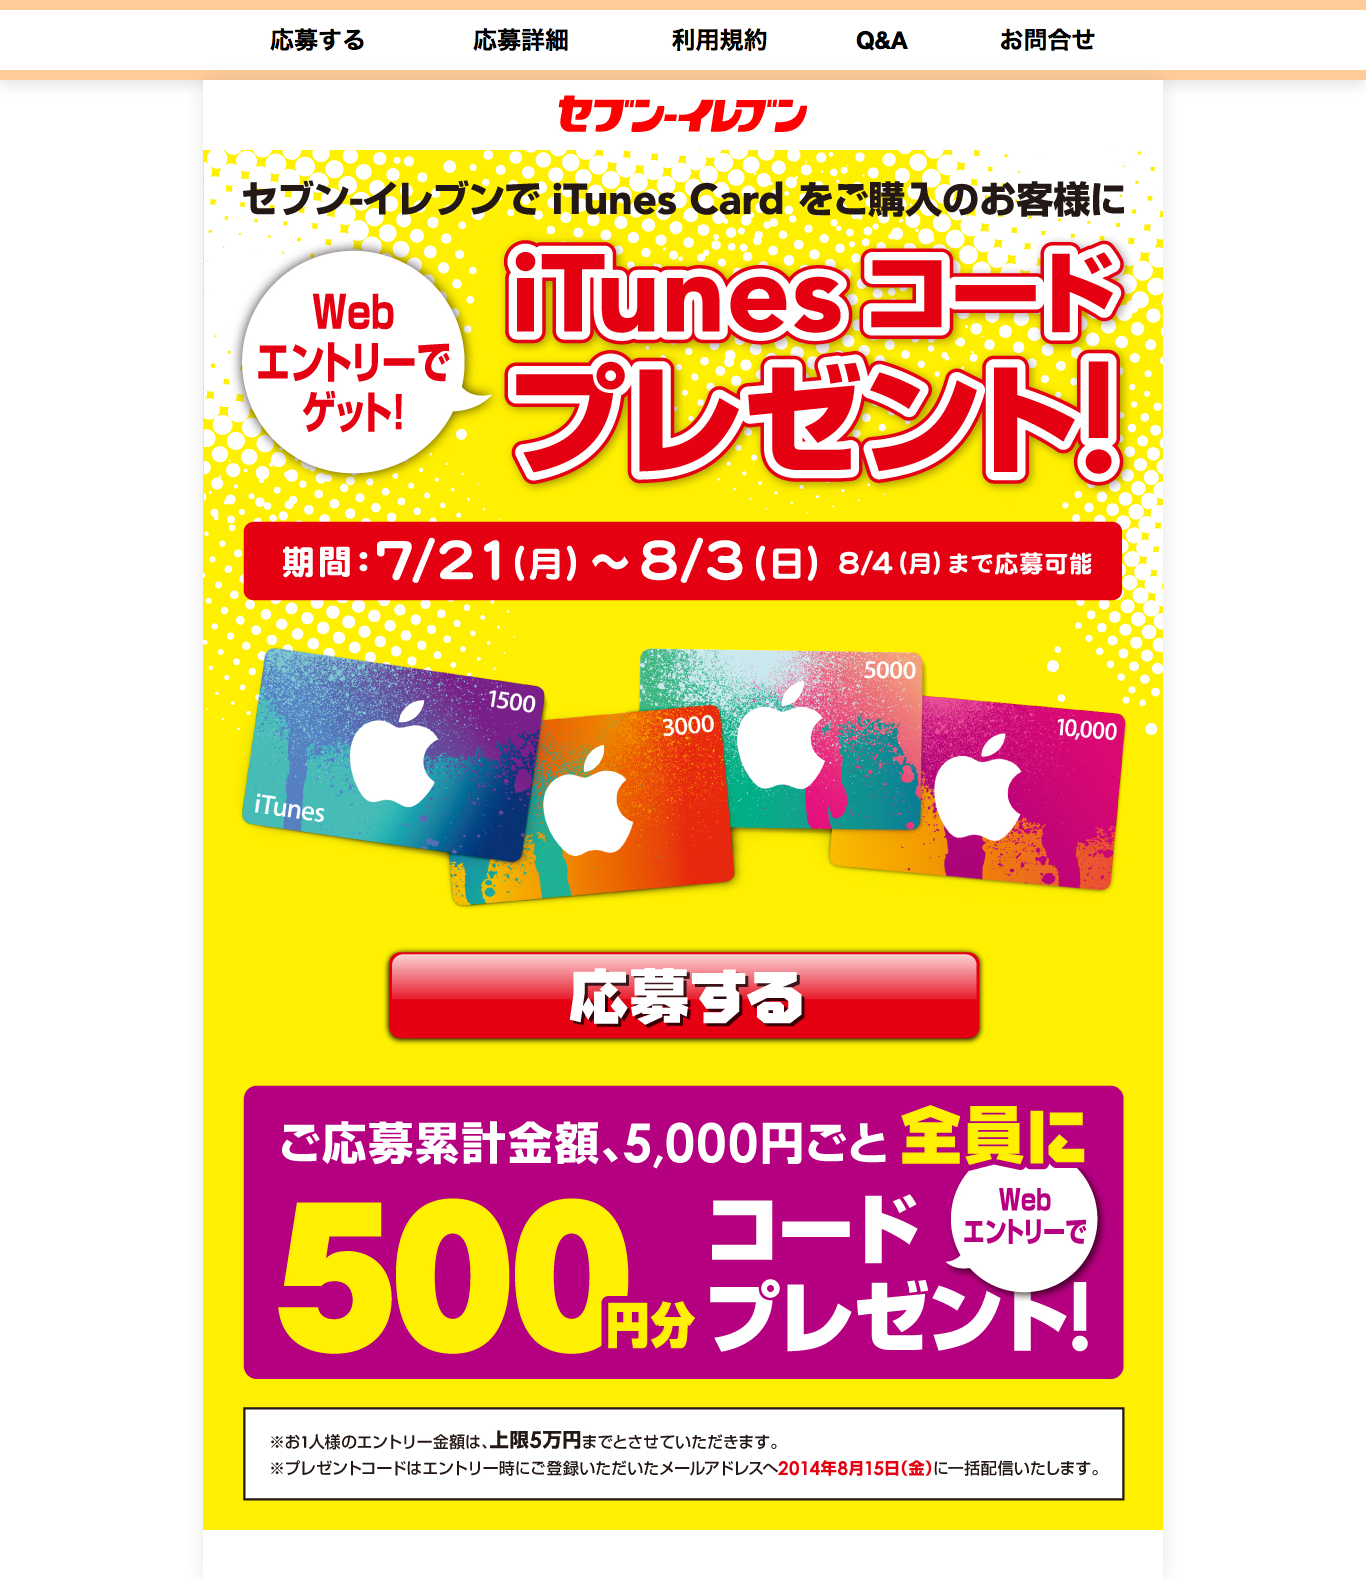 応募する 応募詳細 利用規約 Q&A お問合せ
セブン-イレブン
セブン-イレブンで iTunes Card をご購入のお客様に
Web
エントリーで
ゲット!
iTunes コード
プレゼント!
期間：7/21(月)～8/3(日) 8/4(月)まで応募可能
1500
iTunes
3000
5000
10,000
応募する
ご応募累計金額、5,000円ごと 全員に
Web
エントリーで
500円分
コード
プレゼント!
※お1人様のエントリー金額は、上限5万円までとさせていただきます。
※プレゼントコードはエントリー時にご登録いただいたメールアドレスへ2014年8月15日(金)に一括配信いたします。